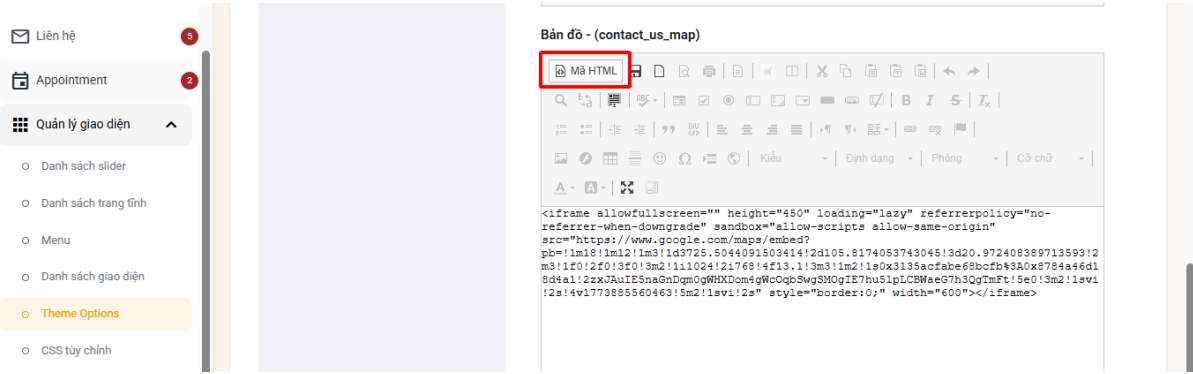 Liên hệ
5
Appointment
2
Quản lý giao diện
Danh sách slider
Danh sách trang tĩnh
Menu
Danh sách giao diện
Theme Options
CSS tùy chỉnh
Bản đồ - (contact_us_map)
Mã HTML
Kiểu
Định dạng
Phông
Cỡ chữ
<iframe allowfullscreen="" height="450" loading="lazy" referrerpolicy="no-
referrer-when-downgrade" sandbox="allow-scripts allow-same-origin"
src="https://www.google.com/maps/embed?
pb=!1m18!1m12!1m3!1d3725.5044091503414!2d105.8174053743045!3d20.972408389713593!2
m3!1f0!2f0!3f0!3m2!1i1024!2i768!4f13.1!3m3!1m2!1s0x3135acfabe68bcfb%3A0x8784a46d1
8d4a1!2zxJAuIE5naGnDqm0gWHXDom4gWcOqbSwgSMOgIE7huSlpLCBWaeG7h3QgTmFt!5e0!3m2!1svi
!2s!4v1773885560463!5m2!1svi!2s" style="border:0;" width="600"></iframe>